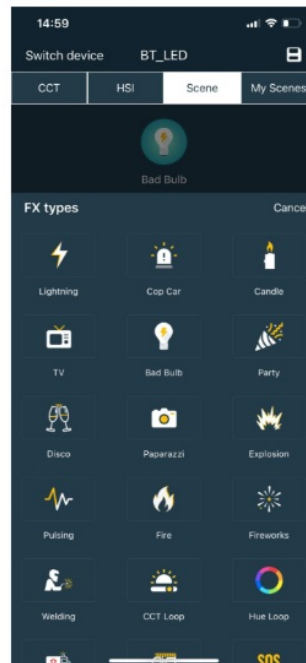 14:59
Switch device BT_LED
CCT HSI Scene My Scenes
Bad Bulb
FX types Cance
Lightning Cop Car Candle
TV Bad Bulb Party
Disco Paparazzi Explosion
Pulsing Fire Fireworks
Welding CCT Loop Hue Loop
SOS